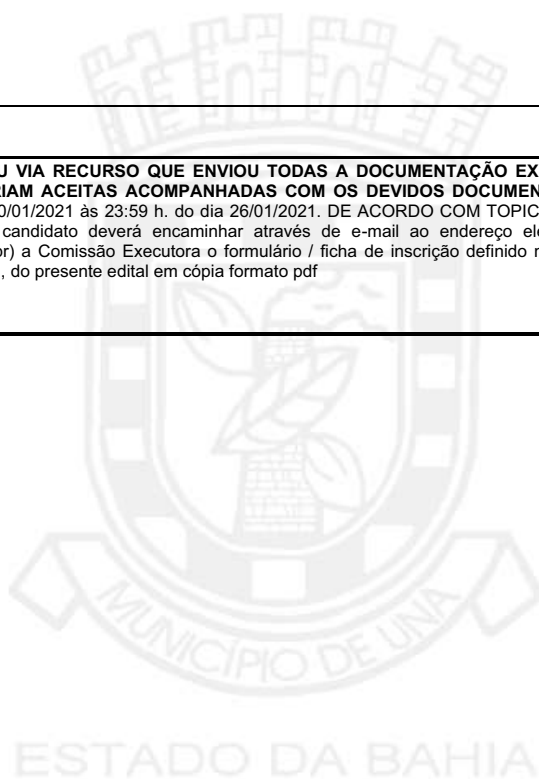 U VIA RECURSO QUE ENVIOU TODAS A DOCUMENTAÇÃO EX
RIAM ACEITAS ACOMPANHADAS COM OS DEVIDOS DOCUMEN
0/01/2021 às 23:59 h. do dia 26/01/2021. DE ACORDO COM TOPIC
candidato deverá encaminhar através de e-mail ao endereço ele
or) a Comissão Executora o formulário / ficha de inscrição definido n
, do presente edital em cópia formato pdf
MUNICÍPIO DE UNA
ESTADO DA BAHIA